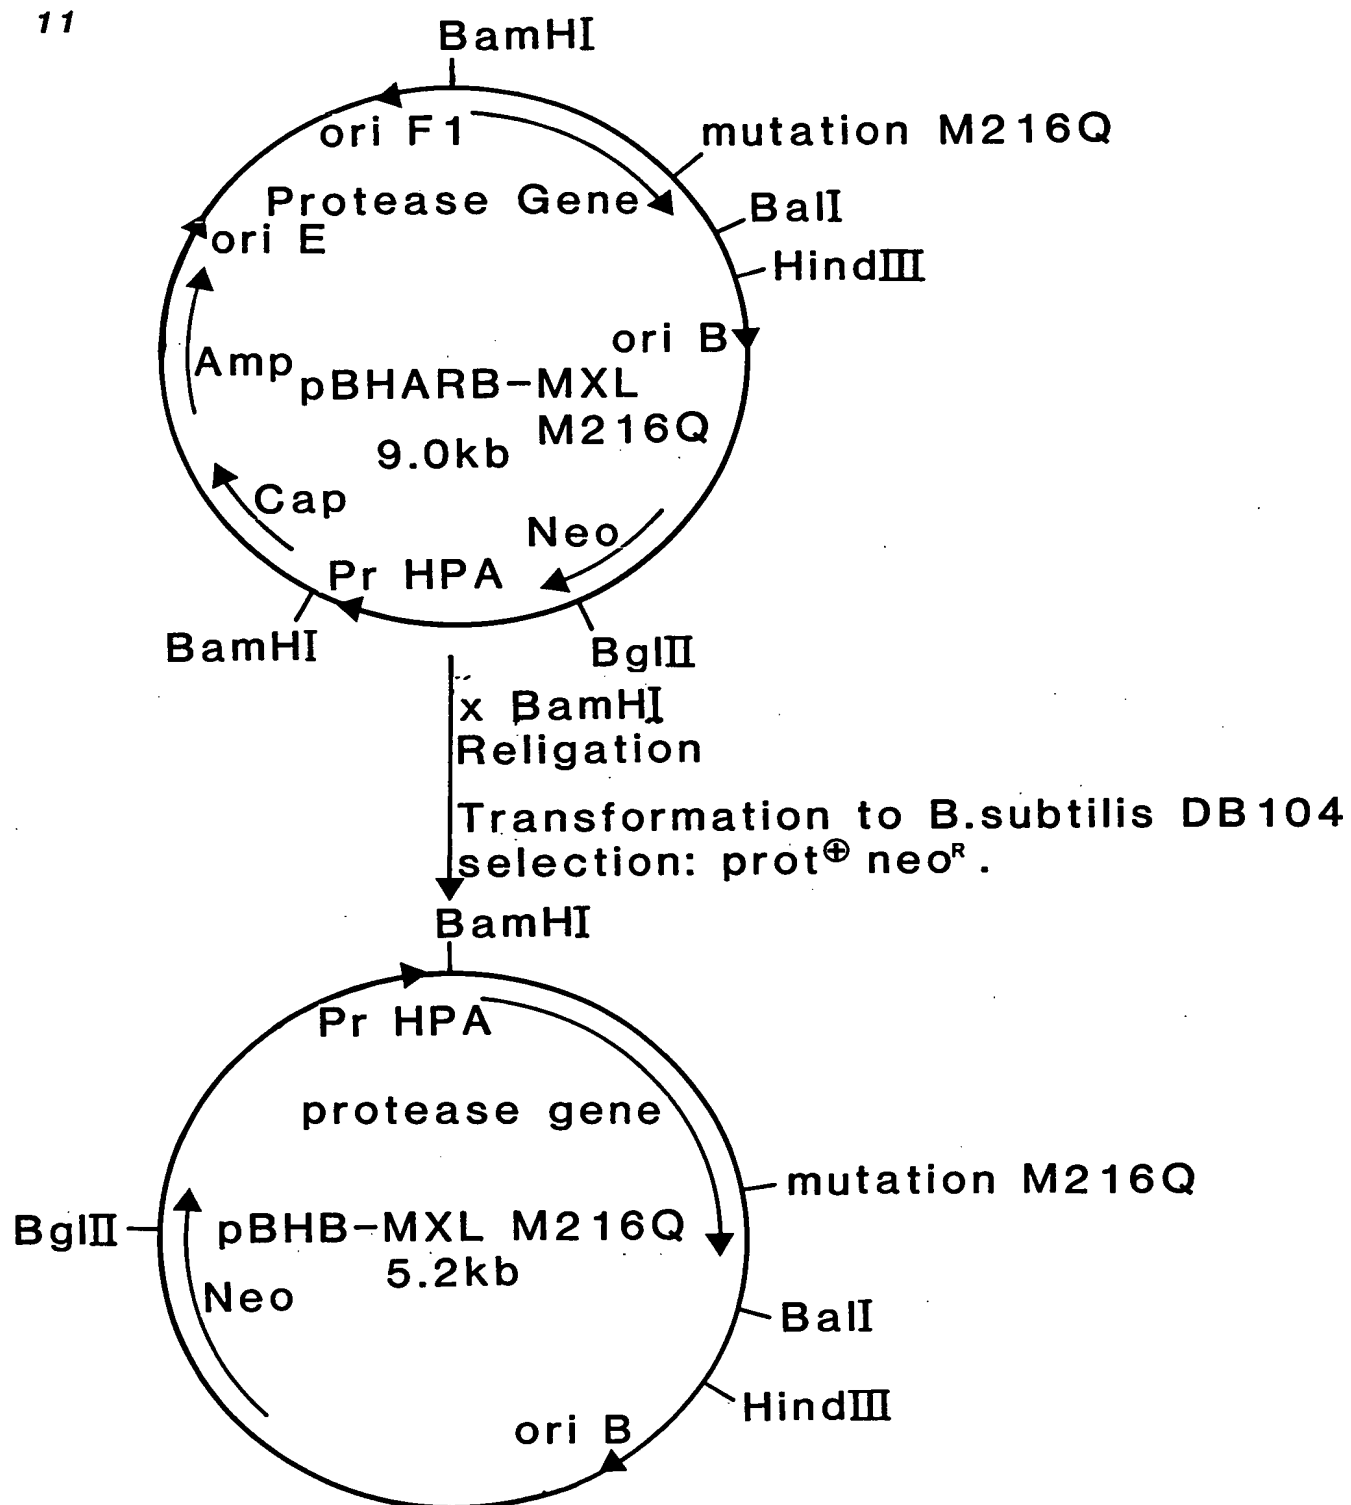 11
BamHI
ori F1
mutation M216Q
Protease Gene
BalI
ori E
HindIII
ori B
Amp
pBHARB-MXL
M216Q
9.0kb
Cap
Neo
Pr HPA
BamHI
BglII
x BamHI
Religation
Transformation to B.subtilis DB104
selection: prot⊕ neoᴿ.
BamHI
Pr HPA
protease gene
mutation M216Q
BglII
pBHB-MXL M216Q
5.2kb
Neo
BalI
HindIII
ori B